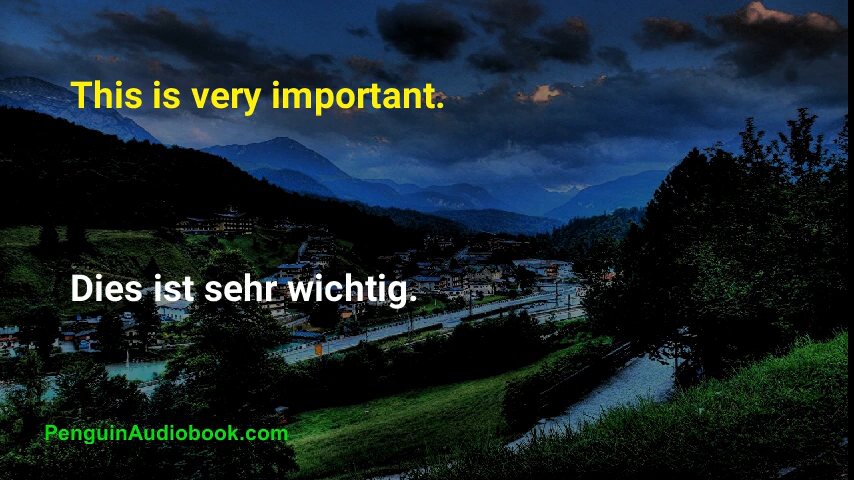 This is very important.
Dies ist sehr wichtig.
PenguinAudiobook.com